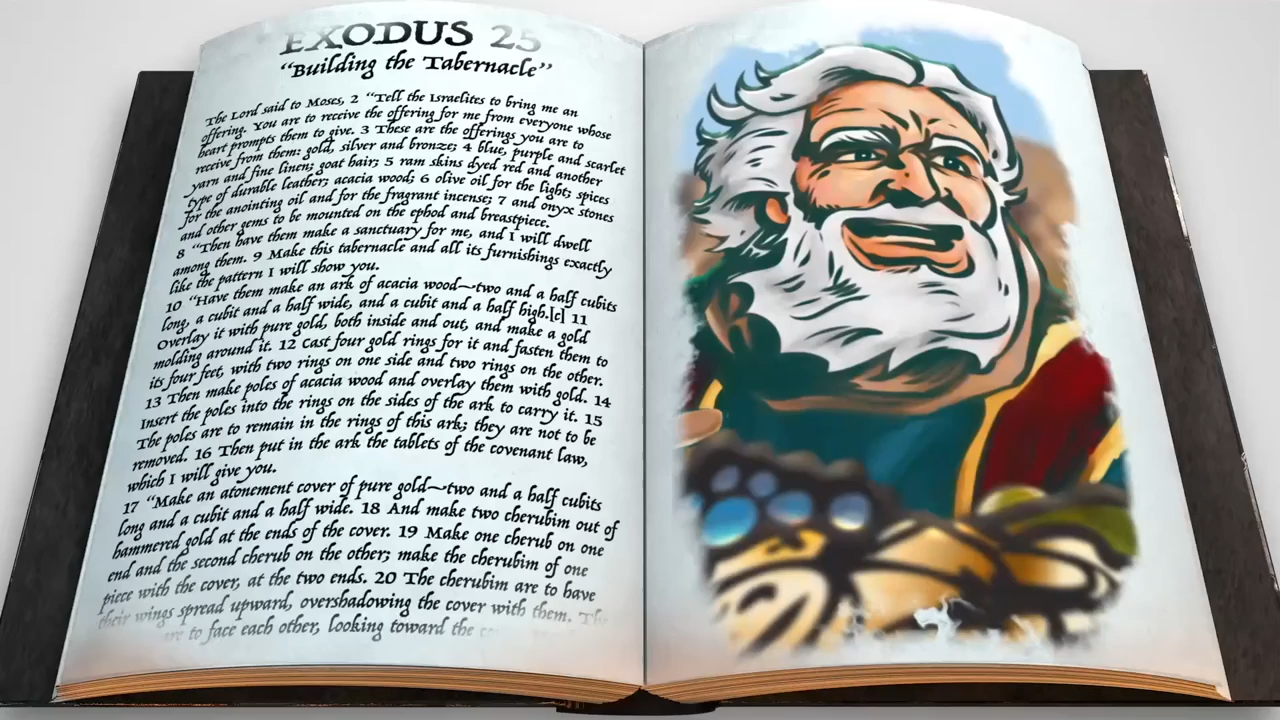 EXODUS 25
“Building the Tabernacle”
The Lord said to Moses, 2 “Tell the Israelites to bring me an
offering. You are to receive the offering for me from everyone whose
heart prompts them to give. 3 These are the offerings you are to
receive from them: gold, silver and bronze; 4 blue, purple and scarlet
yarn and fine linen; goat hair; 5 ram skins dyed red and another
type of durable leather; acacia wood; 6 olive oil for the light; spices
for the anointing oil and for the fragrant incense; 7 and onyx stones
and other gems to be mounted on the ephod and breastpiece.
8 “Then have them make a sanctuary for me, and I will dwell
among them. 9 Make this tabernacle and all its furnishings exactly
like the pattern I will show you.
10 “Have them make an ark of acacia wood—two and a half cubits
long, a cubit and a half wide, and a cubit and a half high.[c] 11
Overlay it with pure gold, both inside and out, and make a gold
molding around it. 12 Cast four gold rings for it and fasten them to
its four feet, with two rings on one side and two rings on the other.
13 Then make poles of acacia wood and overlay them with gold. 14
Insert the poles into the rings on the sides of the ark to carry it. 15
The poles are to remain in the rings of this ark; they are not to be
removed. 16 Then put in the ark the tablets of the covenant law,
which I will give you.
17 “Make an atonement cover of pure gold—two and a half cubits
long and a cubit and a half wide. 18 And make two cherubim out of
hammered gold at the ends of the cover. 19 Make one cherub on one
end and the second cherub on the other; make the cherubim of one
piece with the cover, at the two ends. 20 The cherubim are to have
their wings spread upward, overshadowing the cover with them. The
are to face each other, looking toward the